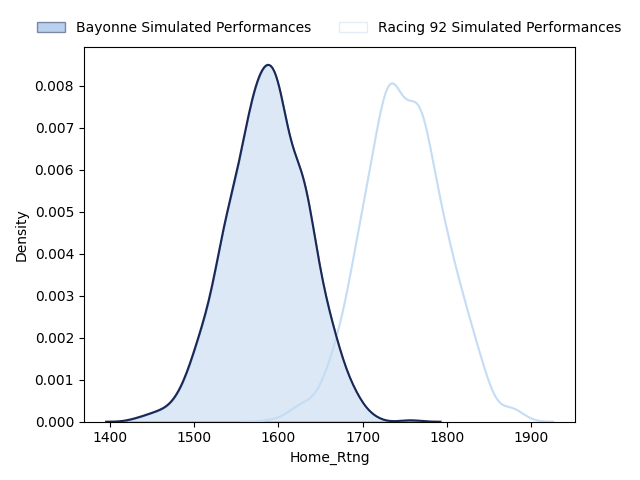 Bayonne Simulated Performances
Racing 92 Simulated Performances
0.008
0.007
0.006
0.005
0.004
0.003
0.002
0.001
0.000
Density
1400 1500 1600 1700 1800 1900
Home_Rtng